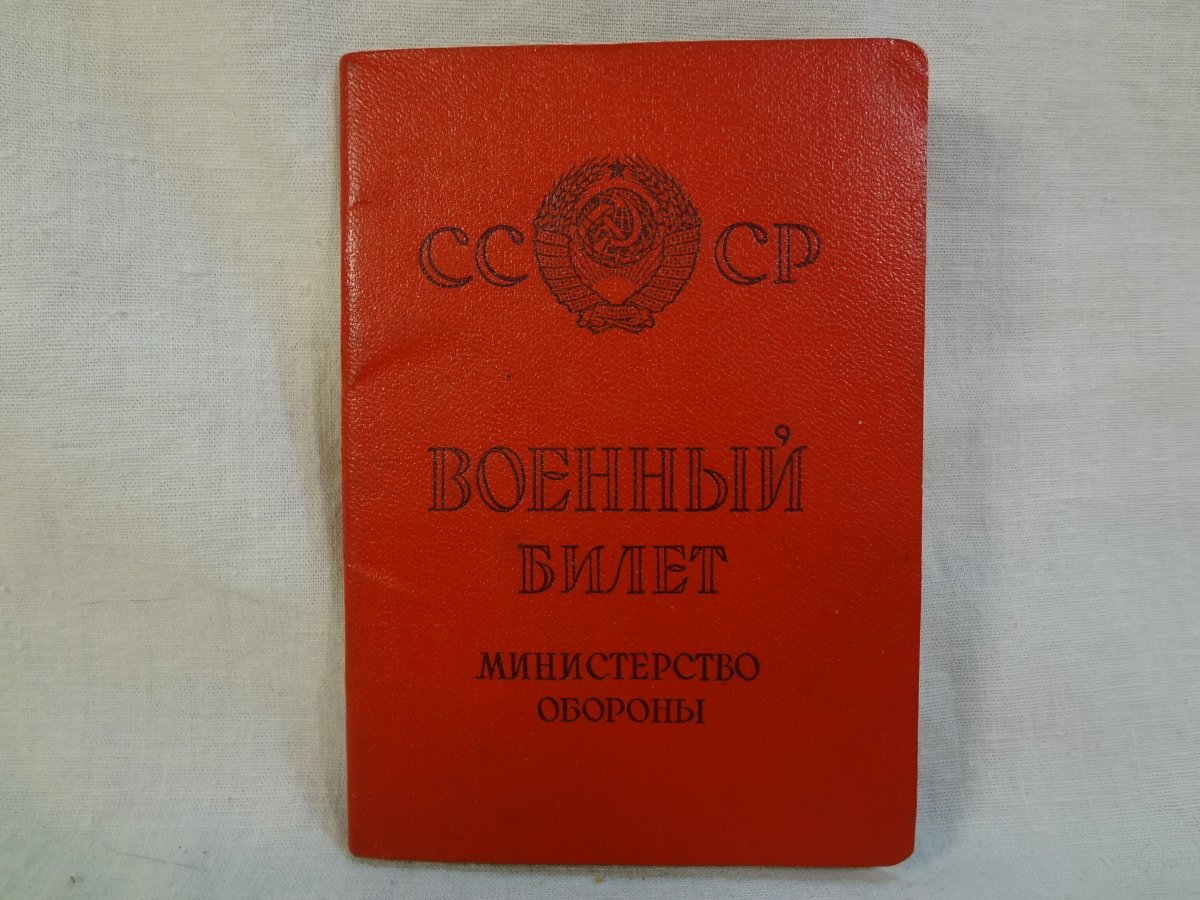 СССР
ВОЕННЫЙ
БИЛЕТ
МИНИСТЕРСТВО
ОБОРОНЫ